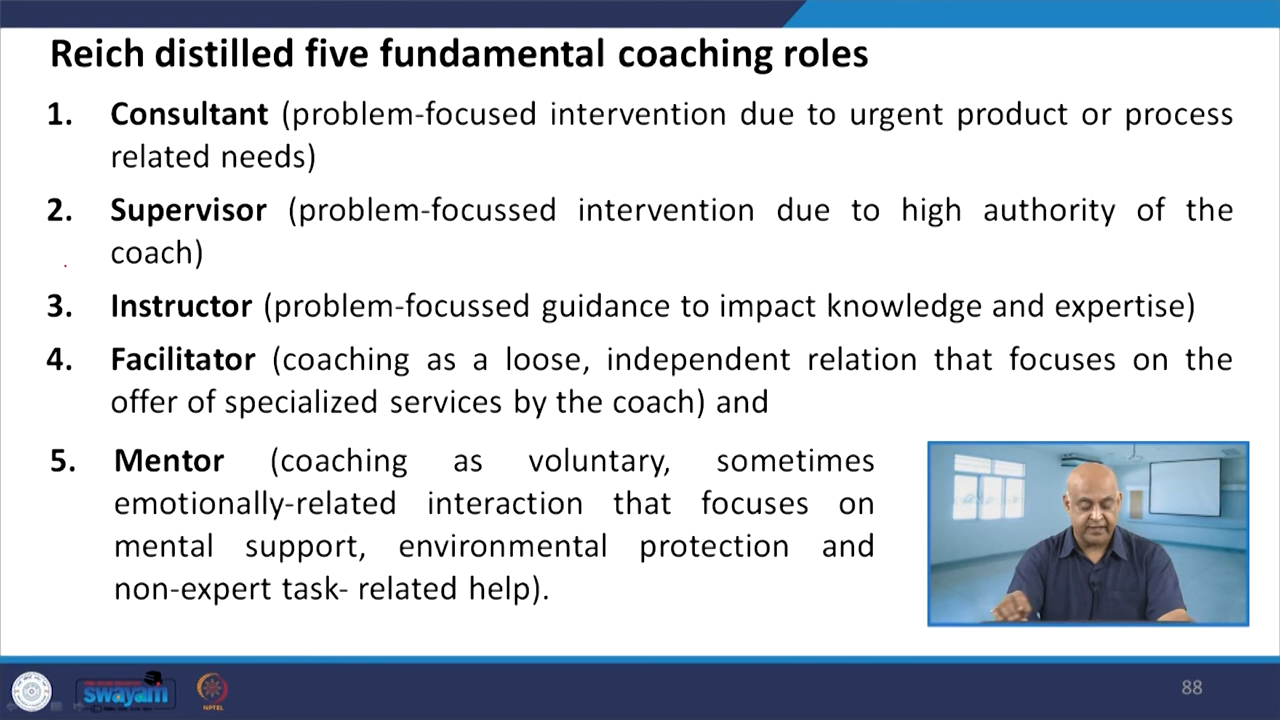 Reich distilled five fundamental coaching roles
1. Consultant (problem-focused intervention due to urgent product or process
related needs)
2. Supervisor (problem-focussed intervention due to high authority of the
coach)
3. Instructor (problem-focussed guidance to impact knowledge and expertise)
4. Facilitator (coaching as a loose, independent relation that focuses on the
offer of specialized services by the coach) and
5. Mentor (coaching as voluntary, sometimes
emotionally-related interaction that focuses on
mental support, environmental protection and
non-expert task- related help).
swayam
NPTEL
88